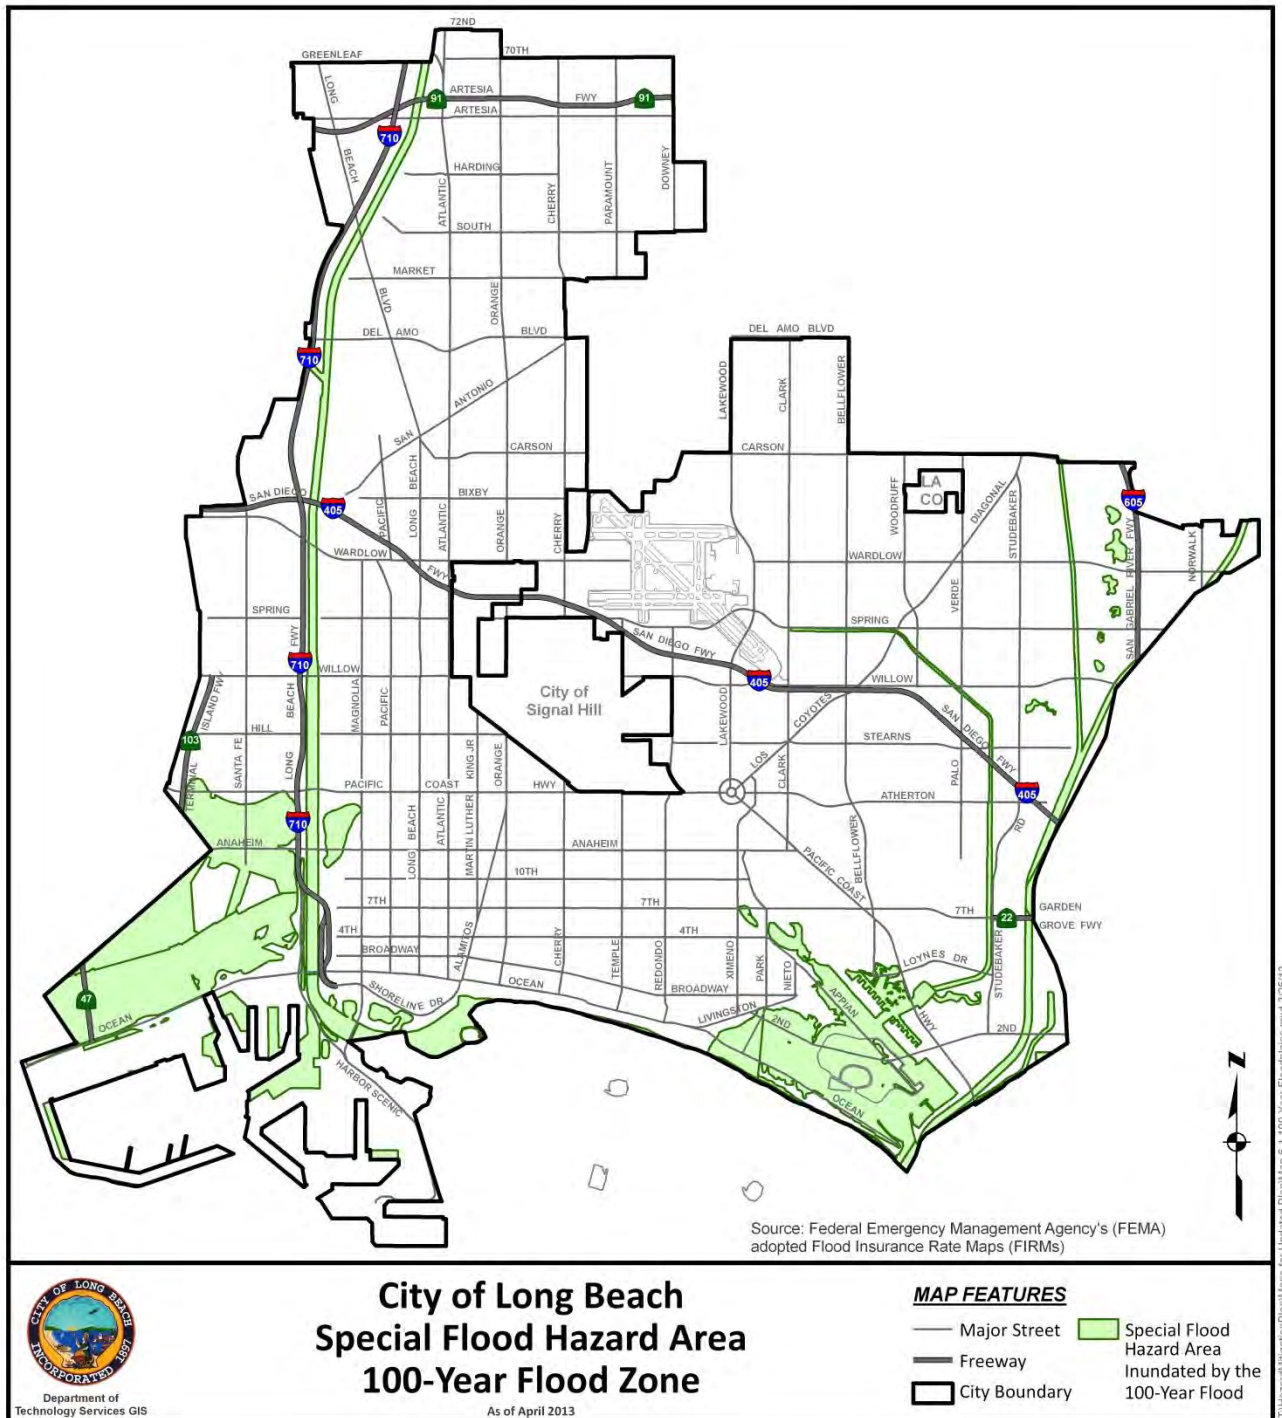 72ND
GREENLEAF
70TH
LONG
ARTESIA
91
FWY
91
ARTESIA
710
BEACH
HARDING
ATLANTIC
CHERRY
PARAMOUNT
DOWNEY
SOUTH
MARKET
BLVD
ORANGE
DEL AMO
BLVD
DEL AMO BLVD
710
LAKEWOOD
CLARK
BELLFLOWER
SAN
ANTONIO
CARSON
CARSON
BEACH
BIXBY
SAN DIEGO
405
PACIFIC
LONG
ATLANTIC
ORANGE
CHERRY
WOODRUFF
LA
CO
DIAGONAL
STUDEBAKER
605
WARDLOW
FWY
WARDLOW
VERDE
SAN GABRIEL RIVER FWY
NORWALK
SPRING
FWY
SPRING
SAN DIEGO FWY
710
WILLOW
405
WILLOW
ISLAND FWY
BEACH
MAGNOLIA
PACIFIC
City of
Signal Hill
LAKEWOOD
COYOTES
SAN DIEGO FWY
103
HILL
STEARNS
TERMINAL
SANTA FE
LONG
KING JR
ORANGE
LOS
CLARK
PALO
PACIFIC
COAST
HWY
ATHERTON
405
710
RD
ANAHEIM
LONG BEACH
ATLANTIC
MARTIN LUTHER
ANAHEIM
PACIFIC COAST
BELLFLOWER
10TH
7TH
7TH
7TH
22
GARDEN
GROVE FWY
4TH
4TH
BROADWAY
ALAMITOS
CHERRY
TEMPLE
REDONDO
XIMENO
PARK
NIETO
LOYNES DR
STUDEBAKER
47
OCEAN
SHORELINE DR
OCEAN
BROADWAY
LIVINGSTON
2ND
APPIAN
HWY
2ND
HARBOR SCENIC
OCEAN
Z
Source: Federal Emergency Management Agency's (FEMA)
adopted Flood Insurance Rate Maps (FIRMs)
CITY OF LONG BEACH
INCORPORATED 1897
Department of
Technology Services GIS
City of Long Beach
Special Flood Hazard Area
100-Year Flood Zone
As of April 2013
MAP FEATURES
Major Street
Freeway
City Boundary
Special Flood
Hazard Area
Inundated by the
100-Year Flood